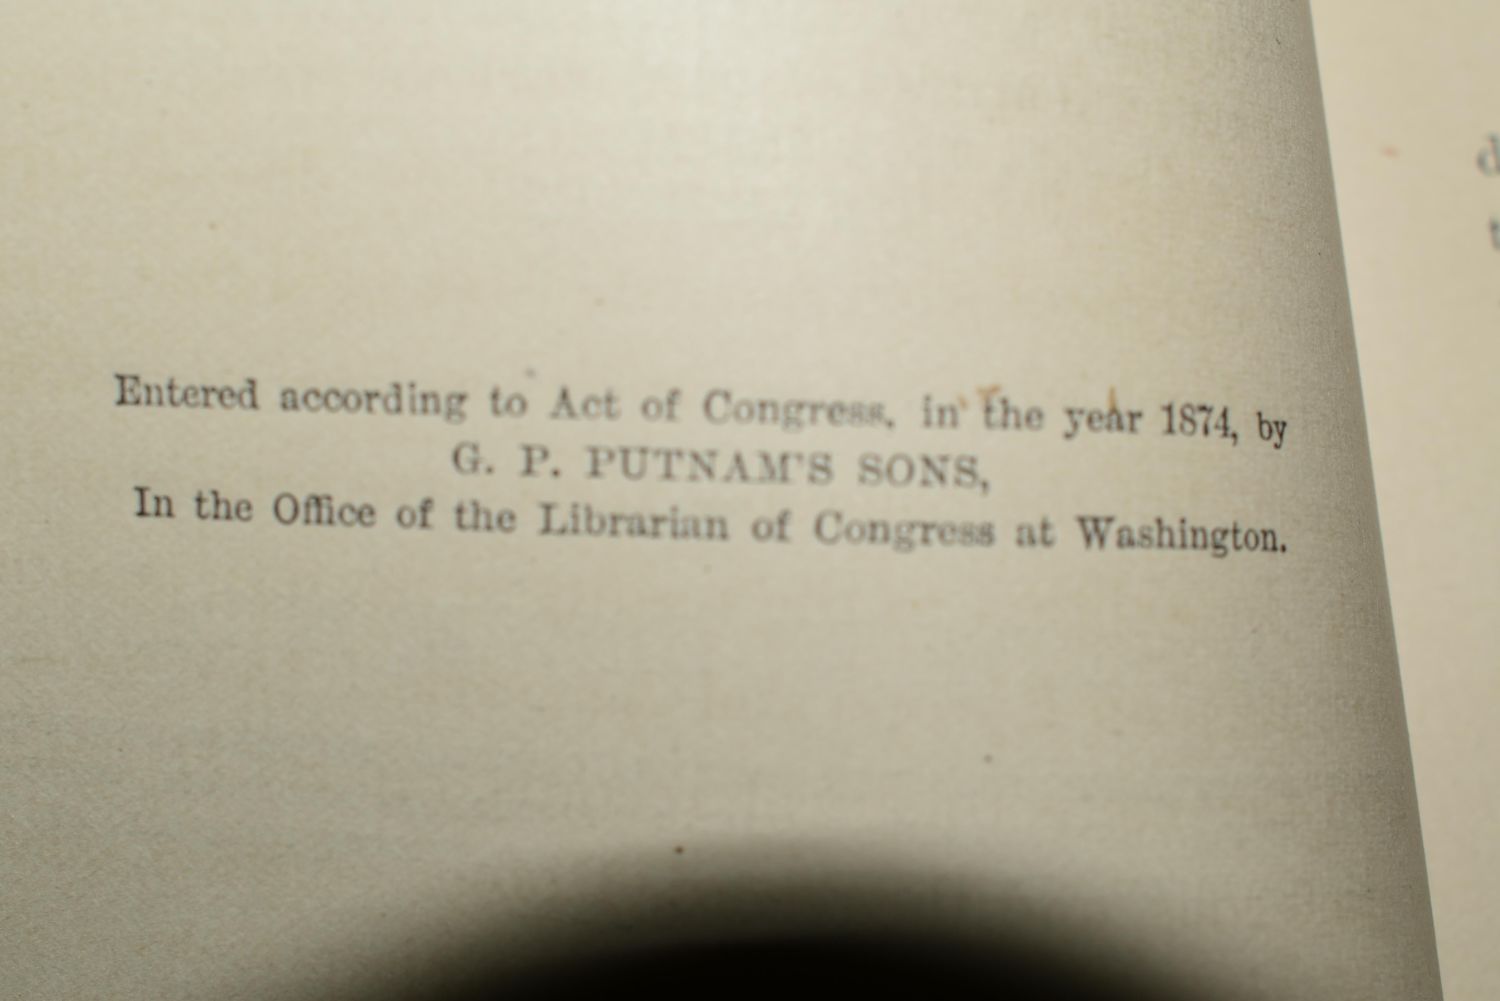 Entered according to Act of Congress, in the year 1874, by
G. P. PUTNAM'S SONS,
In the Office of the Librarian of Congress at Washington.